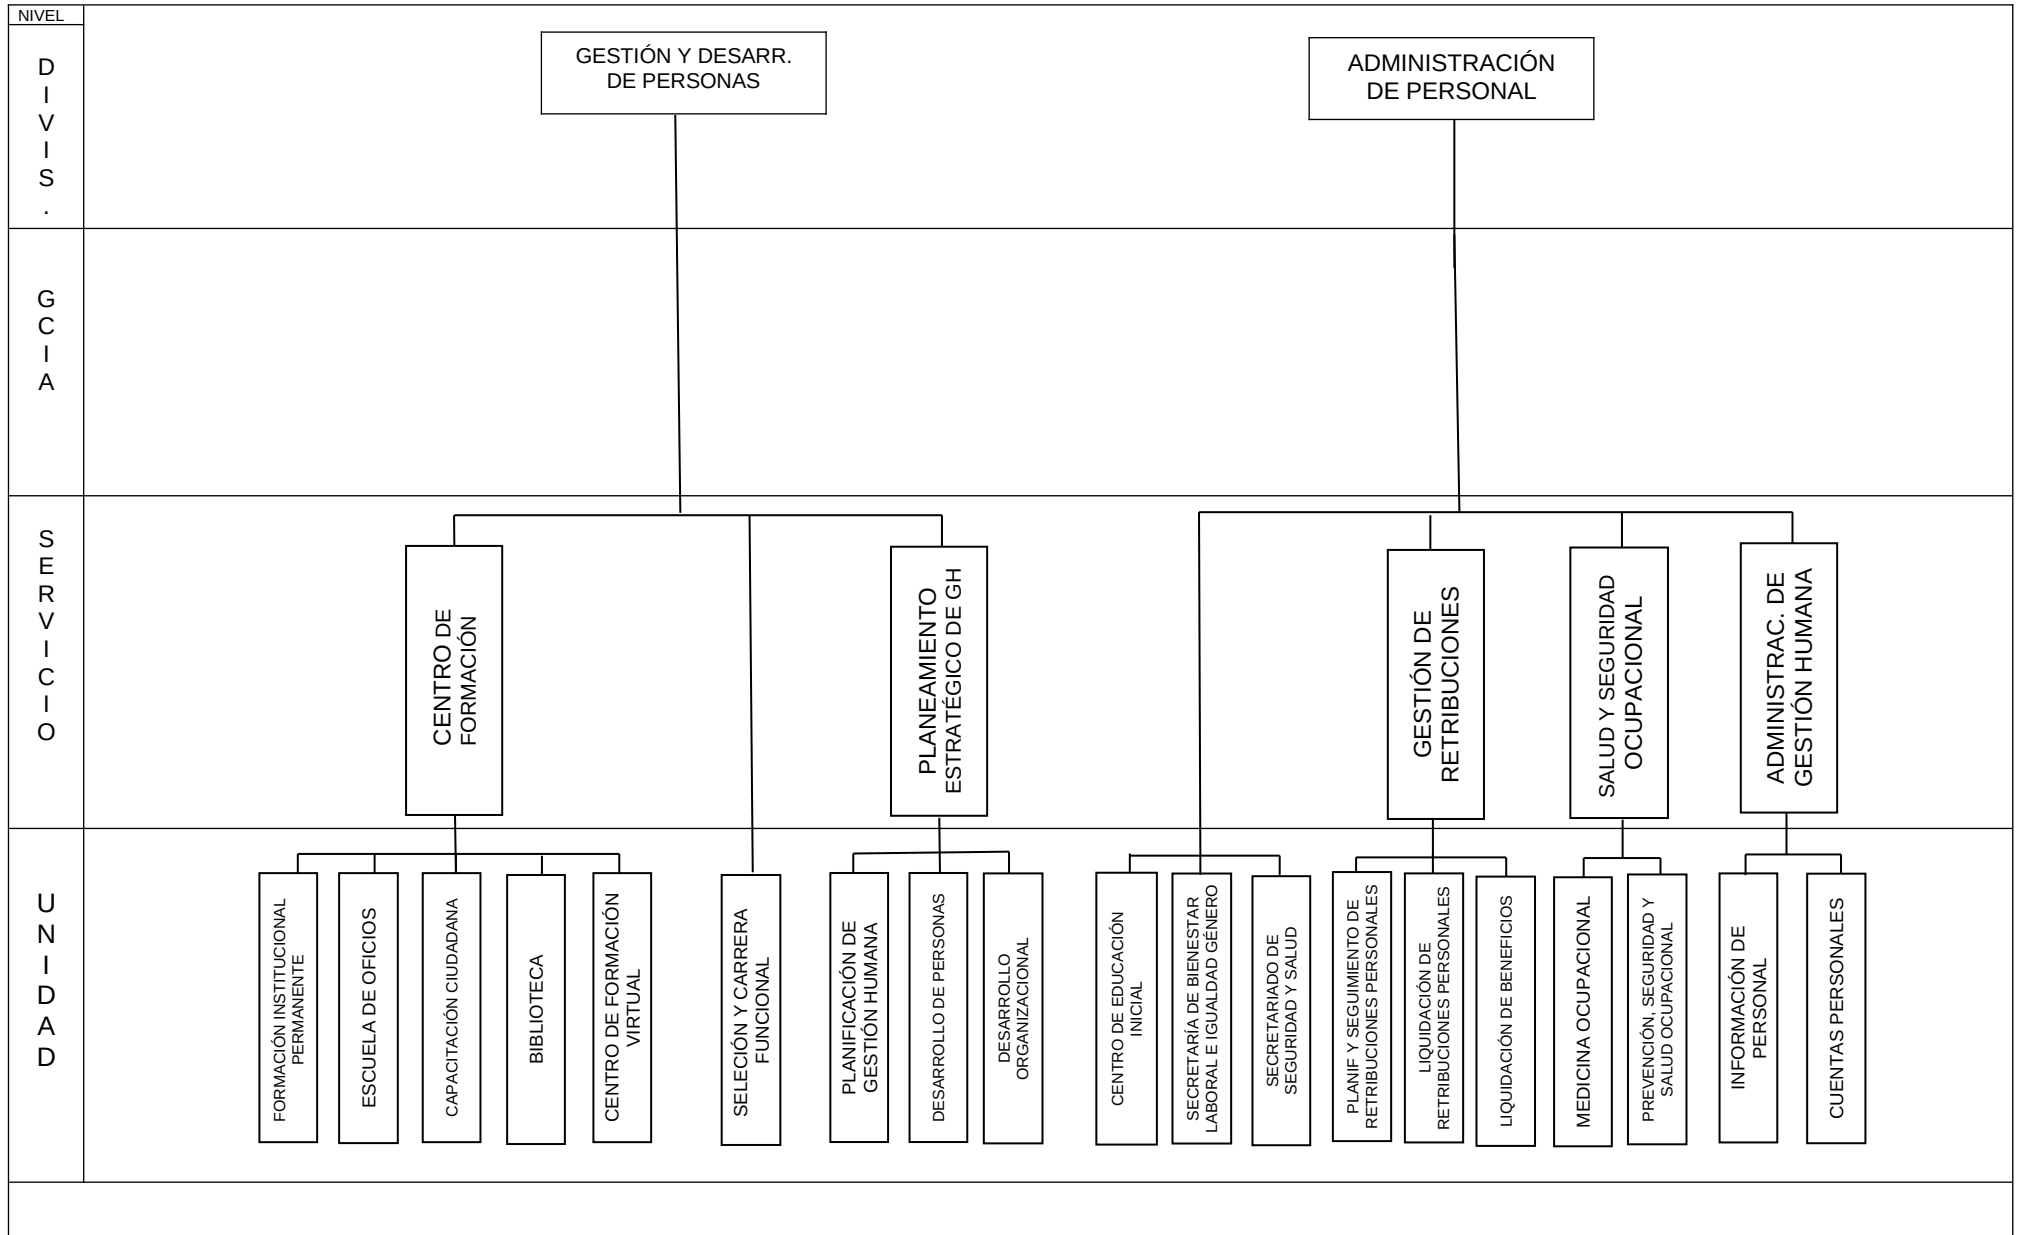 NIVEL
D
I
V
I
S
.
GESTIÓN Y DESARR.
DE PERSONAS
ADMINISTRACIÓN
DE PERSONAL
G
C
I
A
S
E
R
V
I
C
I
O
CENTRO DE
FORMACIÓN
PLANEAMIENTO
ESTRATÉGICO DE GH
GESTIÓN DE
RETRIBUCIONES
SALUD Y SEGURIDAD
OCUPACIONAL
ADMINISTRAC. DE
GESTIÓN HUMANA
U
N
I
D
A
D
FORMACIÓN INSTITUCIONAL
PERMANENTE
ESCUELA DE OFICIOS
CAPACITACIÓN CIUDADANA
BIBLIOTECA
CENTRO DE FORMACIÓN
VIRTUAL
SELECIÓN Y CARRERA
FUNCIONAL
PLANIFICACIÓN DE
GESTIÓN HUMANA
DESARROLLO DE PERSONAS
DESARROLLO
ORGANIZACIONAL
CENTRO DE EDUCACIÓN
INICIAL
SECRETARÍA DE BIENESTAR
LABORAL E IGUALDAD GÉNERO
SECRETARIADO DE
SEGURIDAD Y SALUD
PLANIF Y SEGUIMIENTO DE
RETRIBUCIONES PERSONALES
LIQUIDACIÓN DE
RETRIBUCIONES PERSONALES
LIQUIDACIÓN DE BENEFICIOS
MEDICINA OCUPACIONAL
PREVENCIÓN, SEGURIDAD Y
SALUD OCUPACIONAL
INFORMACIÓN DE
PERSONAL
CUENTAS PERSONALES